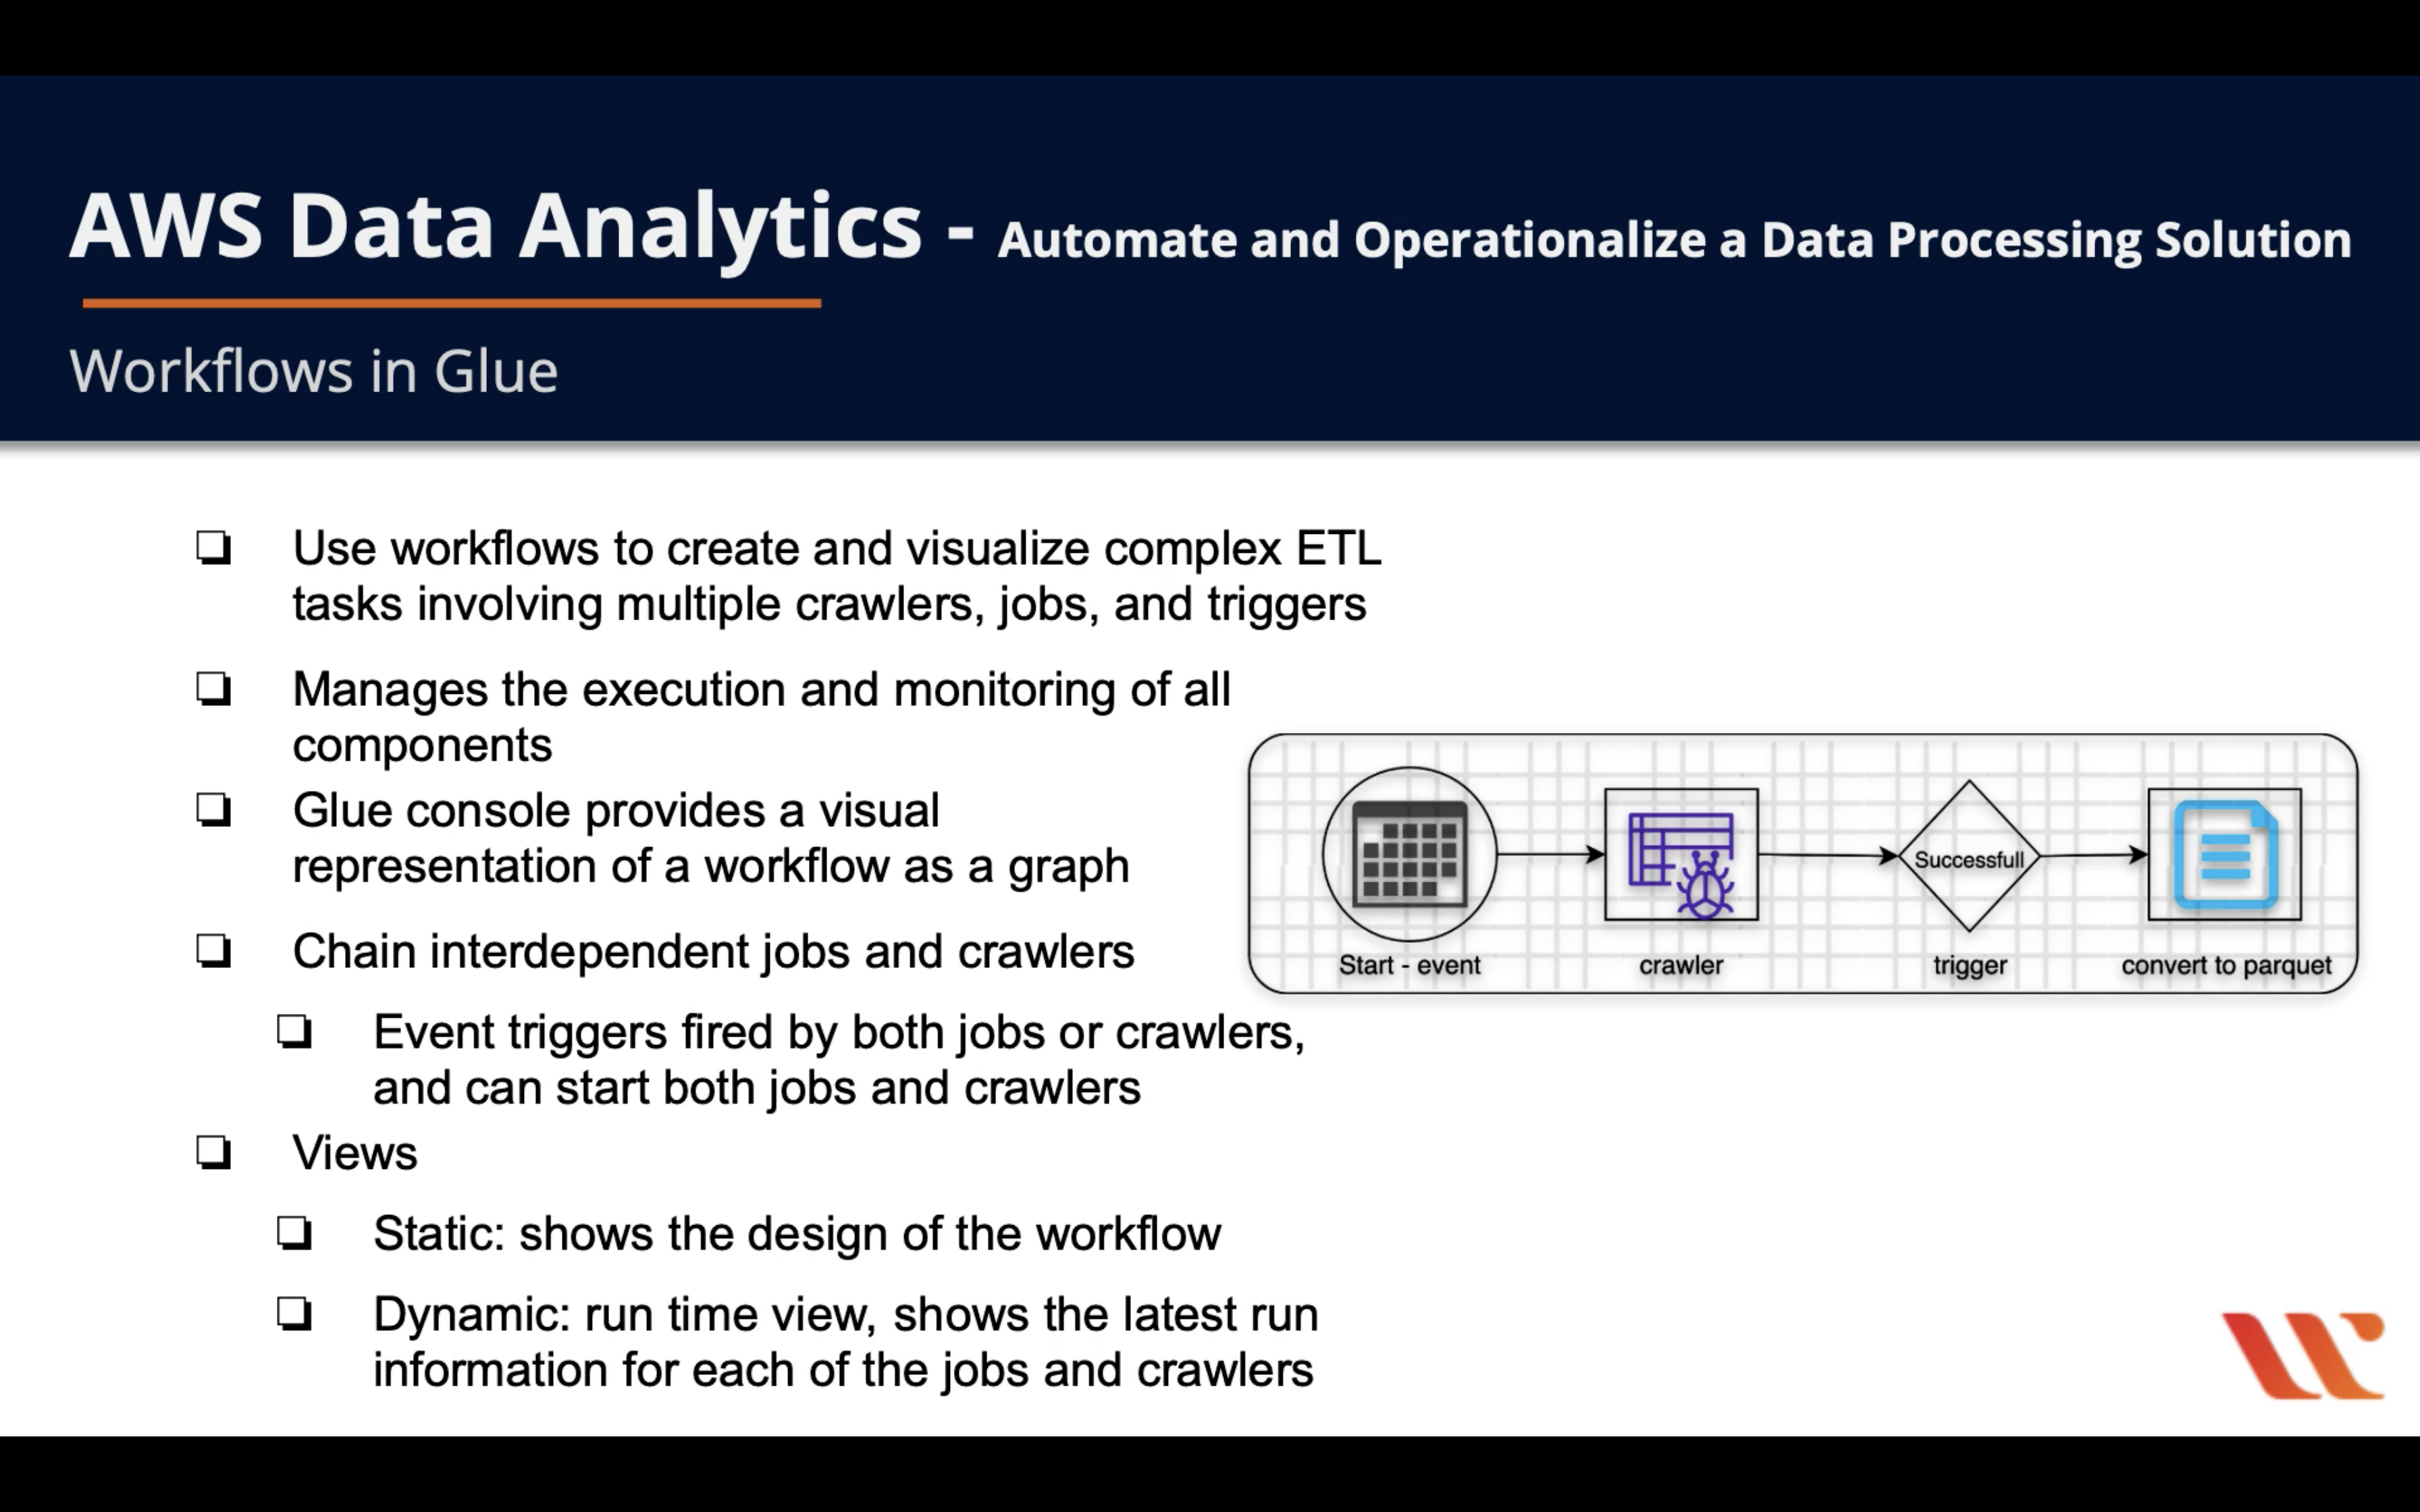 AWS Data Analytics - Automate and Operationalize a Data Processing Solution
Workflows in Glue
Use workflows to create and visualize complex ETL
tasks involving multiple crawlers, jobs, and triggers
Manages the execution and monitoring of all
components
Glue console provides a visual
representation of a workflow as a graph
Chain interdependent jobs and crawlers
Event triggers fired by both jobs or crawlers,
and can start both jobs and crawlers
Views
Static: shows the design of the workflow
Dynamic: run time view, shows the latest run
information for each of the jobs and crawlers
Successfull
Start - event
crawler
trigger
convert to parquet